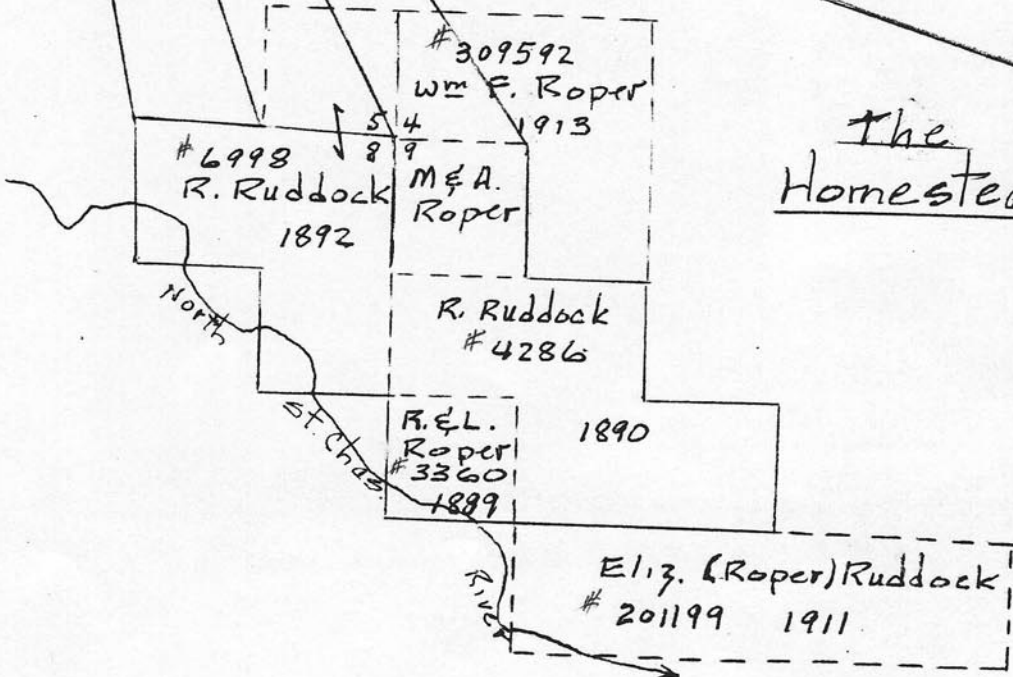 # 309592
wm F. Roper
1913
The
Homestea
5 4
8 9
# 6998
R. Ruddock
1892
M & A.
Roper
R. Ruddock
# 4286
1890
R. & L.
Roper
# 3360
1899
North
St. Chas
River
Eliz. (Roper) Ruddock
# 201199 1911